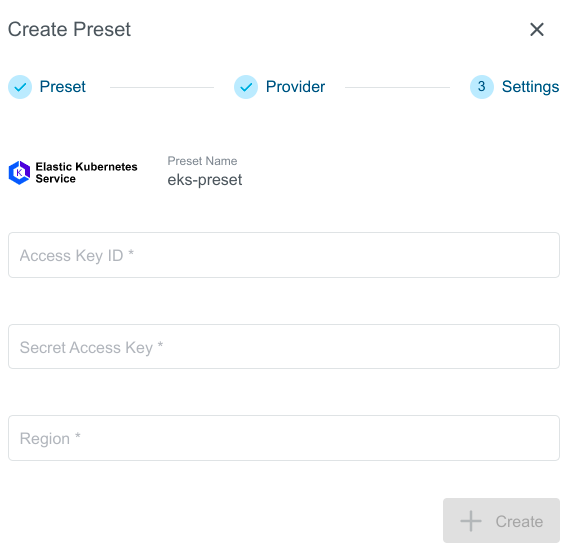 Create Preset
Preset
Provider
3 Settings
K
Elastic Kubernetes
Service
Preset Name
eks-preset
Access Key ID *
Secret Access Key *
Region *
Create